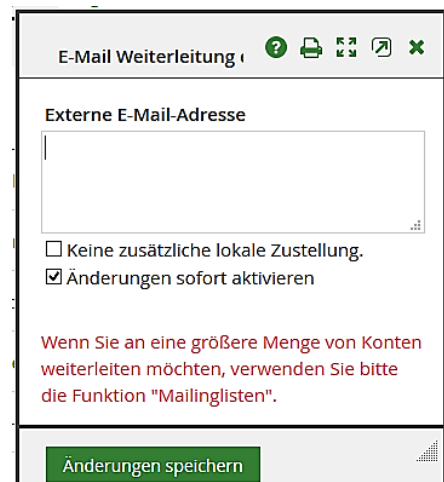 E-Mail Weiterleitung
Externe E-Mail-Adresse
Keine zusätzliche lokale Zustellung.
Änderungen sofort aktivieren
Wenn Sie an eine größere Menge von Konten
weiterleiten möchten, verwenden Sie bitte
die Funktion "Mailinglisten".
Änderungen speichern